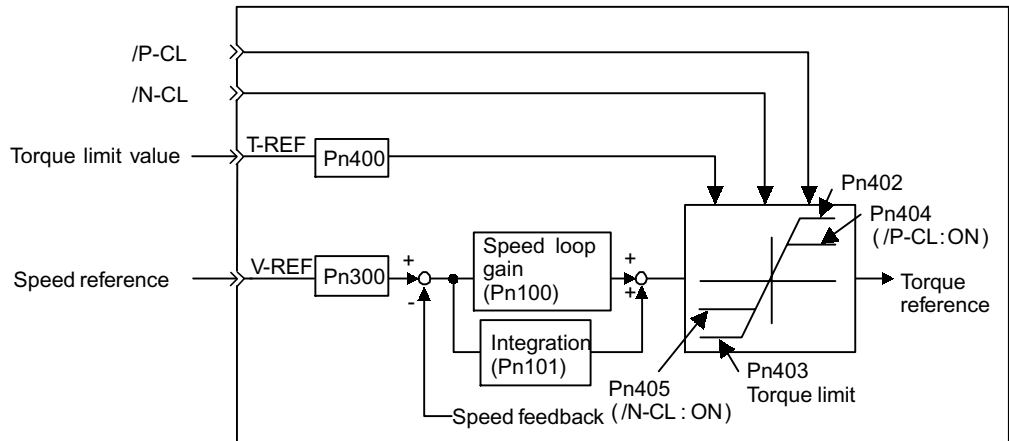 /P-CL
/N-CL
Torque limit value
T-REF
Pn400
Pn402
Pn404
(/P-CL:ON)
Speed reference
V-REF
Pn300
+
-
Speed loop
gain
(Pn100)
+
+
Torque
reference
Integration
(Pn101)
Pn403
Torque limit
Pn405
(/N-CL:ON)
Speed feedback